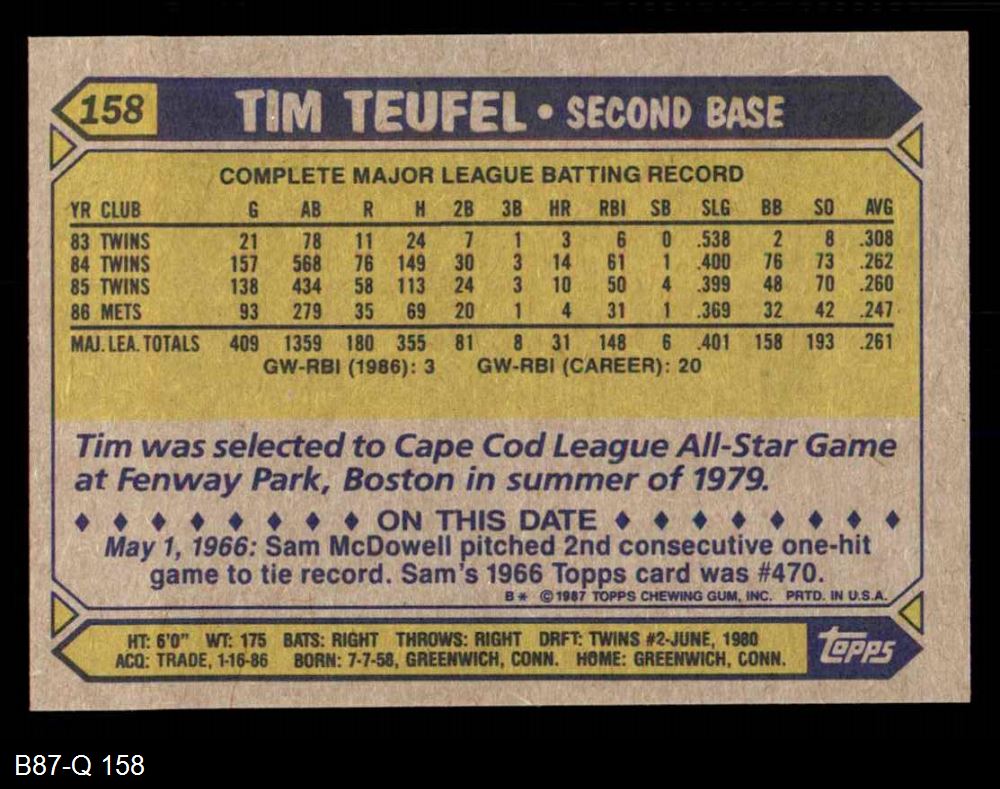 158 TIM TEUFEL • SECOND BASE
COMPLETE MAJOR LEAGUE BATTING RECORD
YR CLUB G AB R H 2B 3B HR RBI SB SLG BB SO AVG
83 TWINS 21 78 11 24 7 1 3 6 0 .538 2 8 .308
84 TWINS 157 568 76 149 30 3 14 61 1 .400 76 73 .262
85 TWINS 138 434 58 113 24 3 10 50 4 .399 48 70 .260
86 METS 93 279 35 69 20 1 4 31 1 .369 32 42 .247
MAJ. LEA. TOTALS 409 1359 180 355 81 8 31 148 6 .401 158 193 .261
GW-RBI (1986): 3 GW-RBI (CAREER): 20
Tim was selected to Cape Cod League All-Star Game
at Fenway Park, Boston in summer of 1979.
♦ ♦ ♦ ♦ ♦ ♦ ♦ ♦ ON THIS DATE ♦ ♦ ♦ ♦ ♦ ♦ ♦ ♦
May 1, 1966: Sam McDowell pitched 2nd consecutive one-hit
game to tie record. Sam's 1966 Topps card was #470.
B* ©1987 TOPPS CHEWING GUM, INC. PRTD. IN U.S.A.
HT: 6'0" WT: 175 BATS: RIGHT THROWS: RIGHT DRFT: TWINS #2-JUNE, 1980
ACQ: TRADE, 1-16-86 BORN: 7-7-58, GREENWICH, CONN. HOME: GREENWICH, CONN.
topps
B87-Q 158